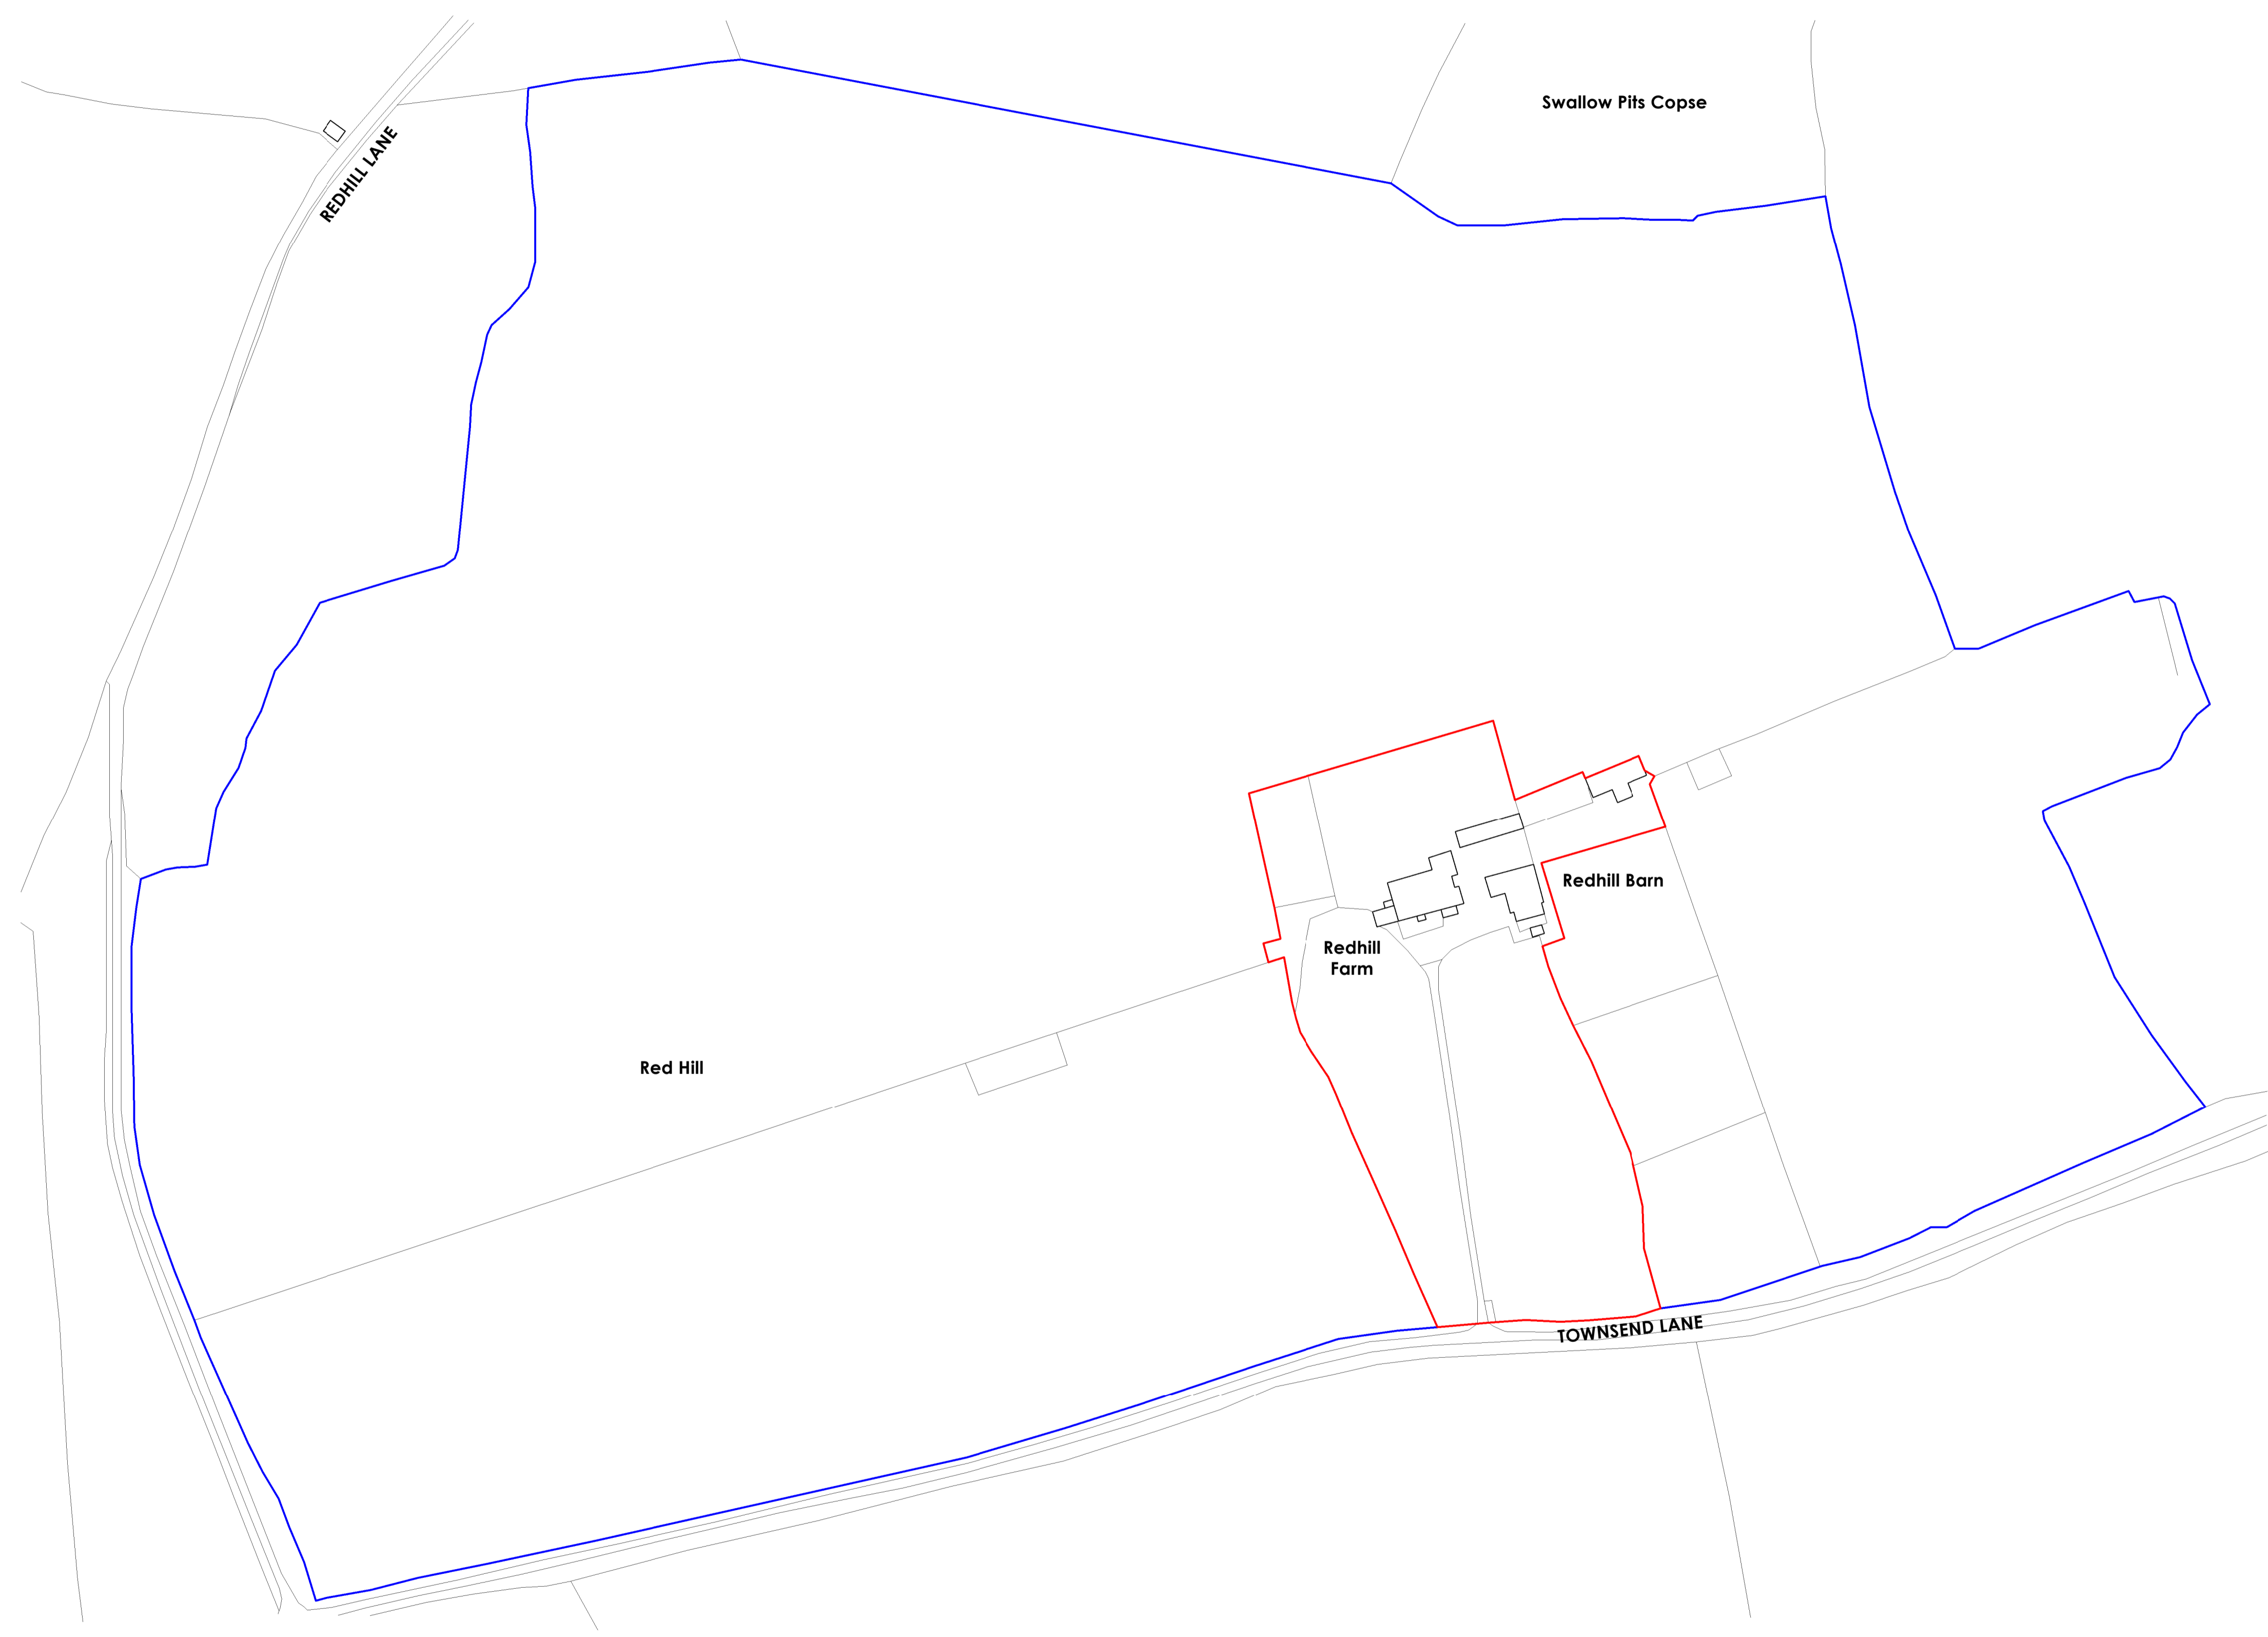 Swallow Pits Copse
REDHILL LANE
Redhill Barn
Redhill
Farm
Red Hill
TOWNSEND LANE